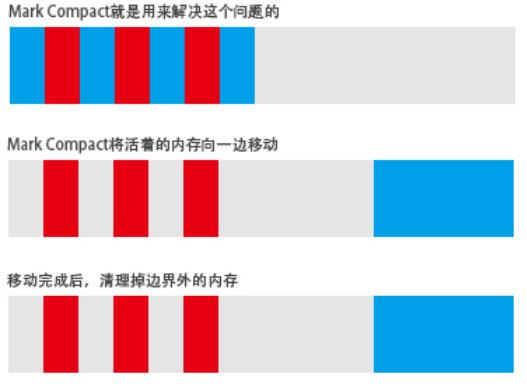 Mark Compact就是用来解决这个问题的
Mark Compact将活着的内存向一边移动
移动完成后，清理掉边界外的内存